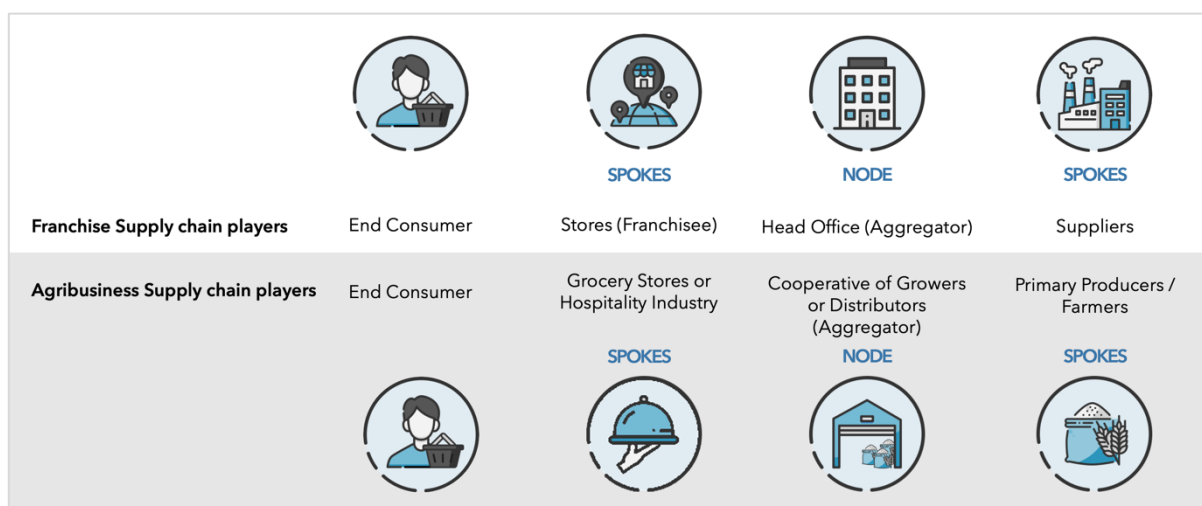 SPOKES
NODE
SPOKES
Franchise Supply chain players
End Consumer
Stores (Franchisee)
Head Office (Aggregator)
Suppliers
Agribusiness Supply chain players
End Consumer
Grocery Stores or
Hospitality Industry
Cooperative of Growers
or Distributors
(Aggregator)
Primary Producers /
Farmers
SPOKES
NODE
SPOKES